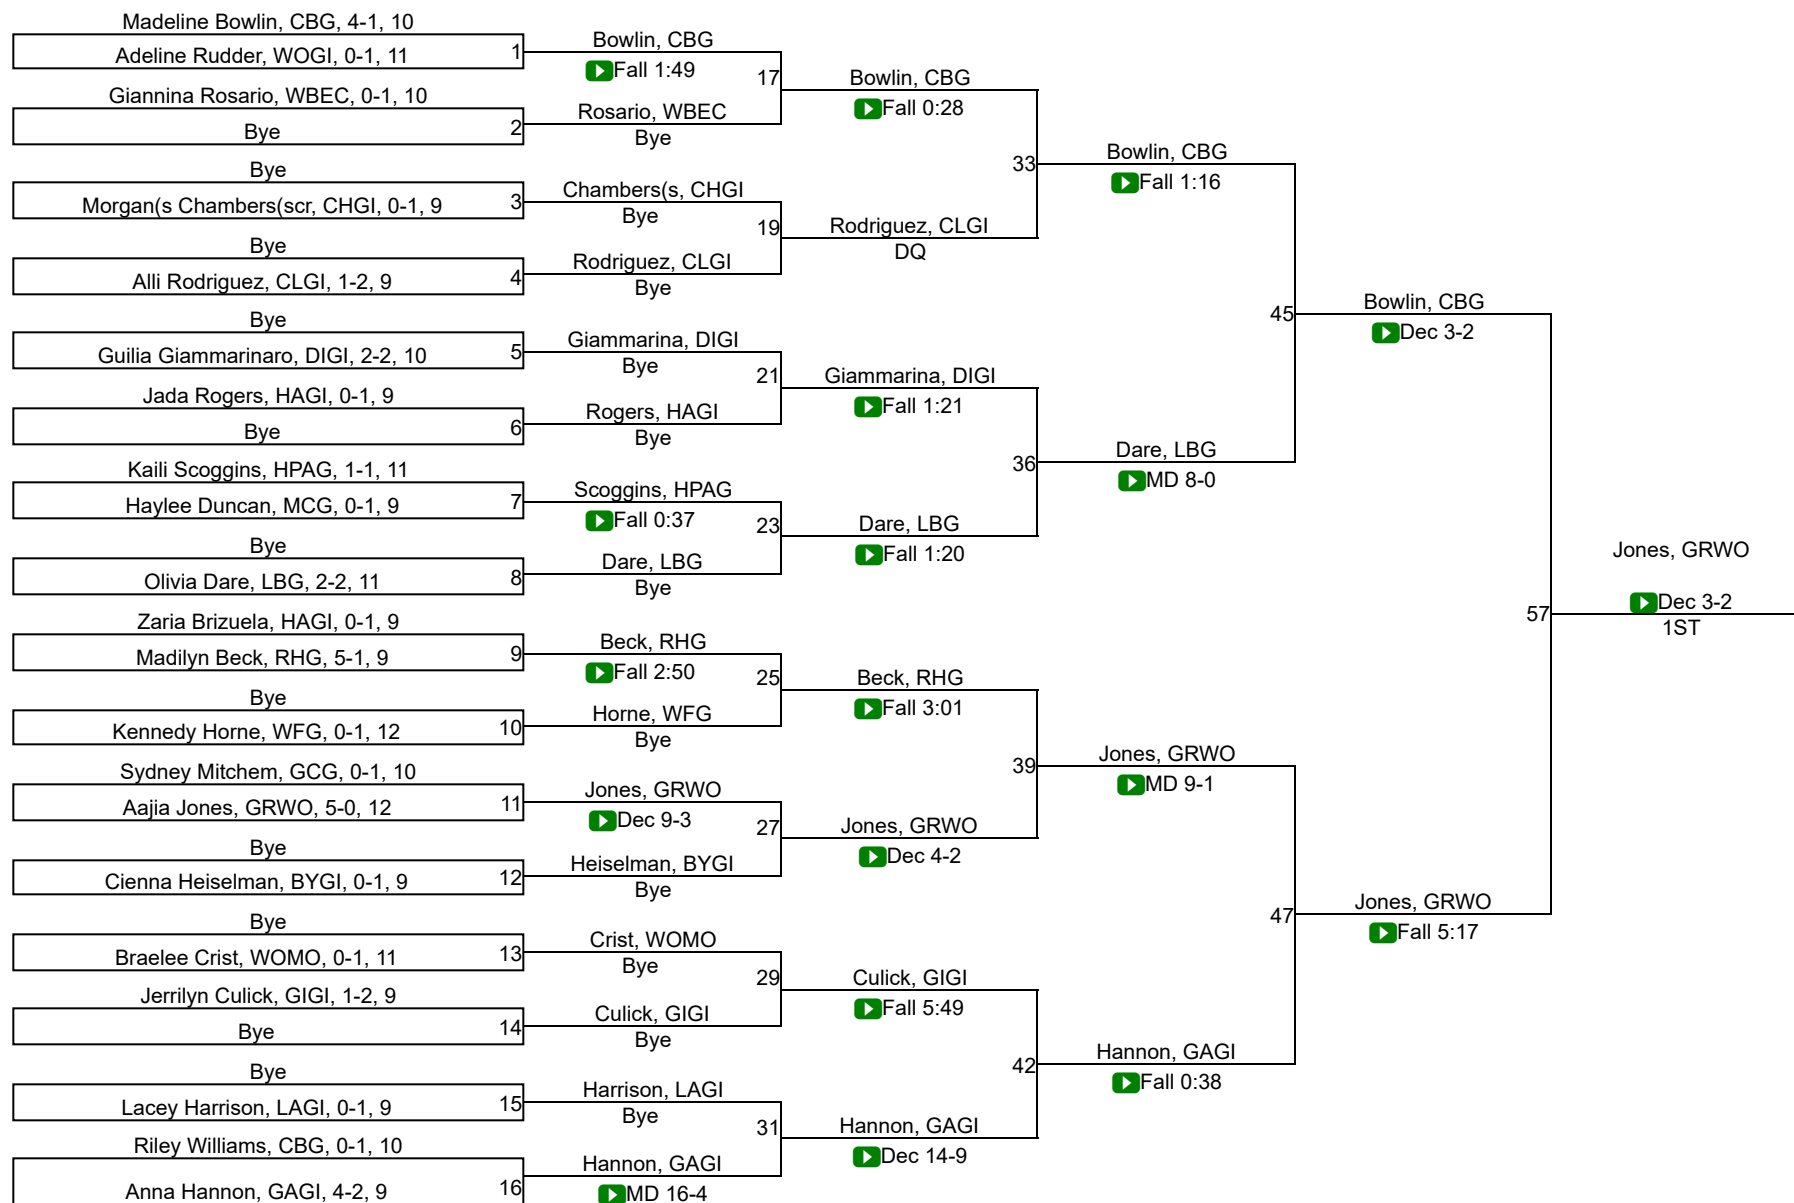 Madeline Bowlin, CBG, 4-1, 10
Adeline Rudder, WOGI, 0-1, 11
1
Giannina Rosario, WBEC, 0-1, 10
Bye
2
Bye
Morgan(s Chambers(scr, CHGI, 0-1, 9
3
Bye
Alli Rodriguez, CLGI, 1-2, 9
4
Bye
Guilia Giammarinaro, DIGI, 2-2, 10
5
Jada Rogers, HAGI, 0-1, 9
Bye
6
Kaili Scoggins, HPAG, 1-1, 11
Haylee Duncan, MCG, 0-1, 9
7
Bye
Olivia Dare, LBG, 2-2, 11
8
Zaria Brizuela, HAGI, 0-1, 9
Madilyn Beck, RHG, 5-1, 9
9
Bye
Kennedy Horne, WFG, 0-1, 12
10
Sydney Mitchem, GCG, 0-1, 10
Aajia Jones, GRWO, 5-0, 12
11
Bye
Cienna Heiselman, BYGI, 0-1, 9
12
Bye
Braelee Crist, WOMO, 0-1, 11
13
Jerrilyn Culick, GIGI, 1-2, 9
Bye
14
Bye
Lacey Harrison, LAGI, 0-1, 9
15
Riley Williams, CBG, 0-1, 10
Anna Hannon, GAGI, 4-2, 9
16
Bowlin, CBG
Fall 1:49
17
Rosario, WBEC
Bye
Chambers(s, CHGI
Bye
19
Rodriguez, CLGI
Bye
Giammarina, DIGI
Bye
21
Rogers, HAGI
Bye
Scoggins, HPAG
Fall 0:37
23
Dare, LBG
Bye
Beck, RHG
Fall 2:50
25
Horne, WFG
Bye
Jones, GRWO
Dec 9-3
27
Heiselman, BYGI
Bye
Crist, WOMO
Bye
29
Culick, GIGI
Bye
Harrison, LAGI
Bye
31
Hannon, GAGI
MD 16-4
Bowlin, CBG
Fall 0:28
33
Rodriguez, CLGI
DQ
Giammarina, DIGI
Fall 1:21
36
Dare, LBG
Fall 1:20
Beck, RHG
Fall 3:01
39
Jones, GRWO
Dec 4-2
Culick, GIGI
Fall 5:49
42
Hannon, GAGI
Dec 14-9
Bowlin, CBG
Fall 1:16
45
Dare, LBG
MD 8-0
Jones, GRWO
MD 9-1
47
Hannon, GAGI
Fall 0:38
Bowlin, CBG
Dec 3-2
57
Jones, GRWO
Fall 5:17
Jones, GRWO
Dec 3-2
1ST